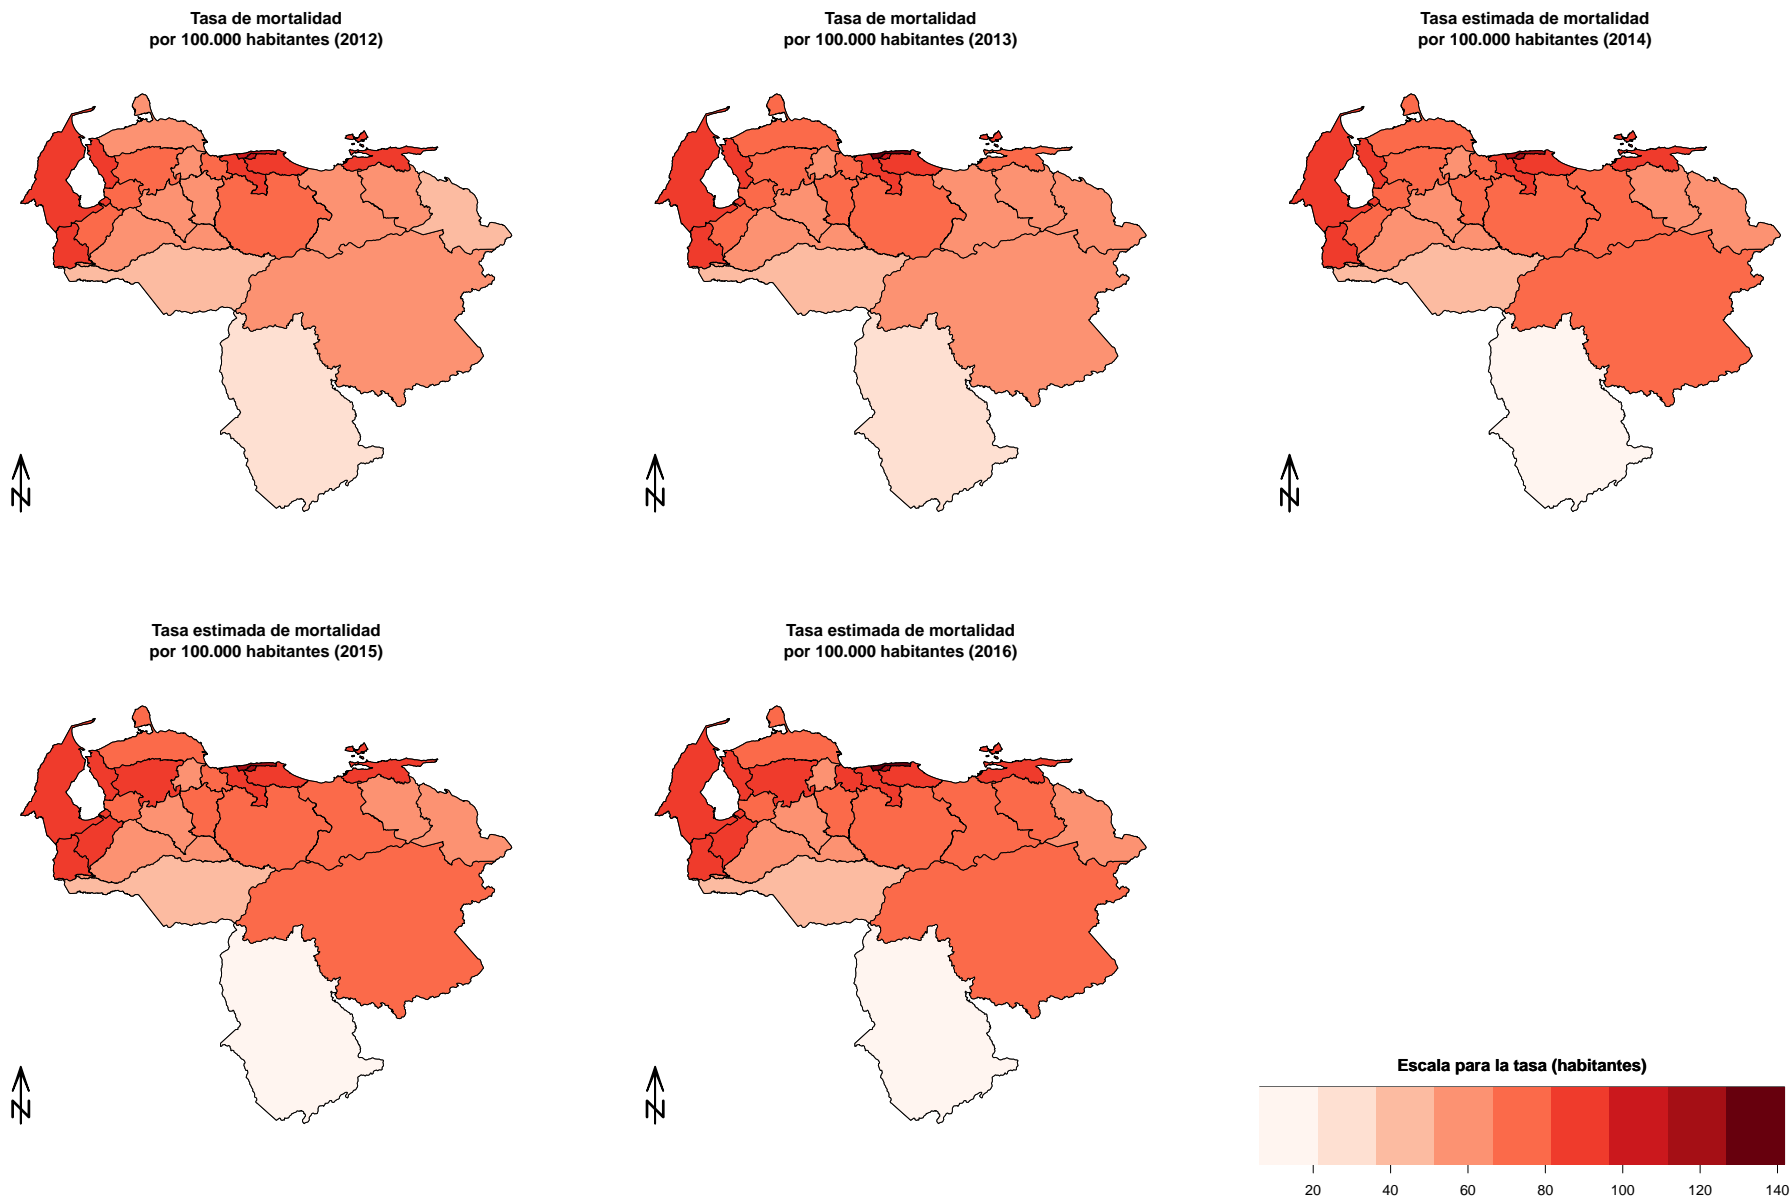 Tasa de mortalidad
por 100.000 habitantes (2012)
Tasa de mortalidad
por 100.000 habitantes (2013)
Tasa estimada de mortalidad
por 100.000 habitantes (2014)
N
N
N
Tasa estimada de mortalidad
por 100.000 habitantes (2015)
Tasa estimada de mortalidad
por 100.000 habitantes (2016)
N
N
Escala para la tasa (habitantes)
20 40 60 80 100 120 140